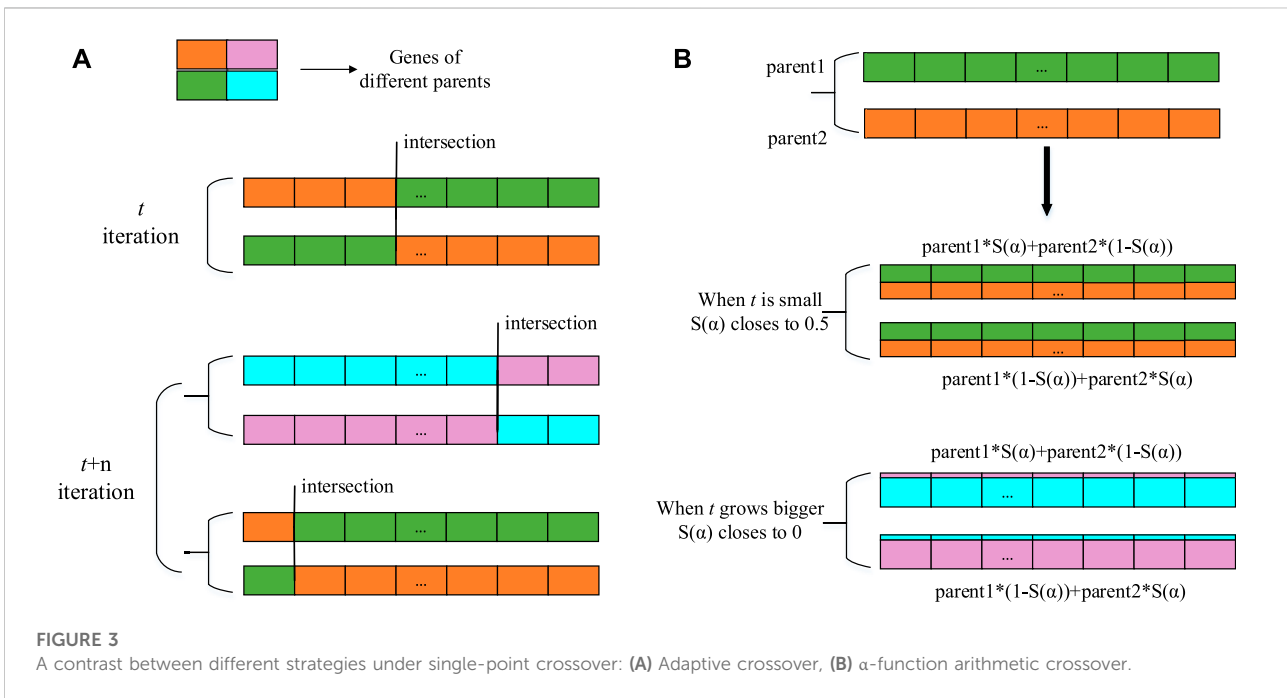 A
Genes of
different parents
intersection
...
t
iteration
...
intersection
...
...
t+n
iteration
intersection
...
...
B
parent1
...
parent2
...
parent1*S(α)+parent2*(1-S(α))
When t is small
S(α) closes to 0.5
...
...
parent1*(1-S(α))+parent2*S(α)
parent1*S(α)+parent2*(1-S(α))
When t grows bigger
S(α) closes to 0
...
...
parent1*(1-S(α))+parent2*S(α)
FIGURE 3
A contrast between different strategies under single-point crossover: (A) Adaptive crossover, (B) α-function arithmetic crossover.